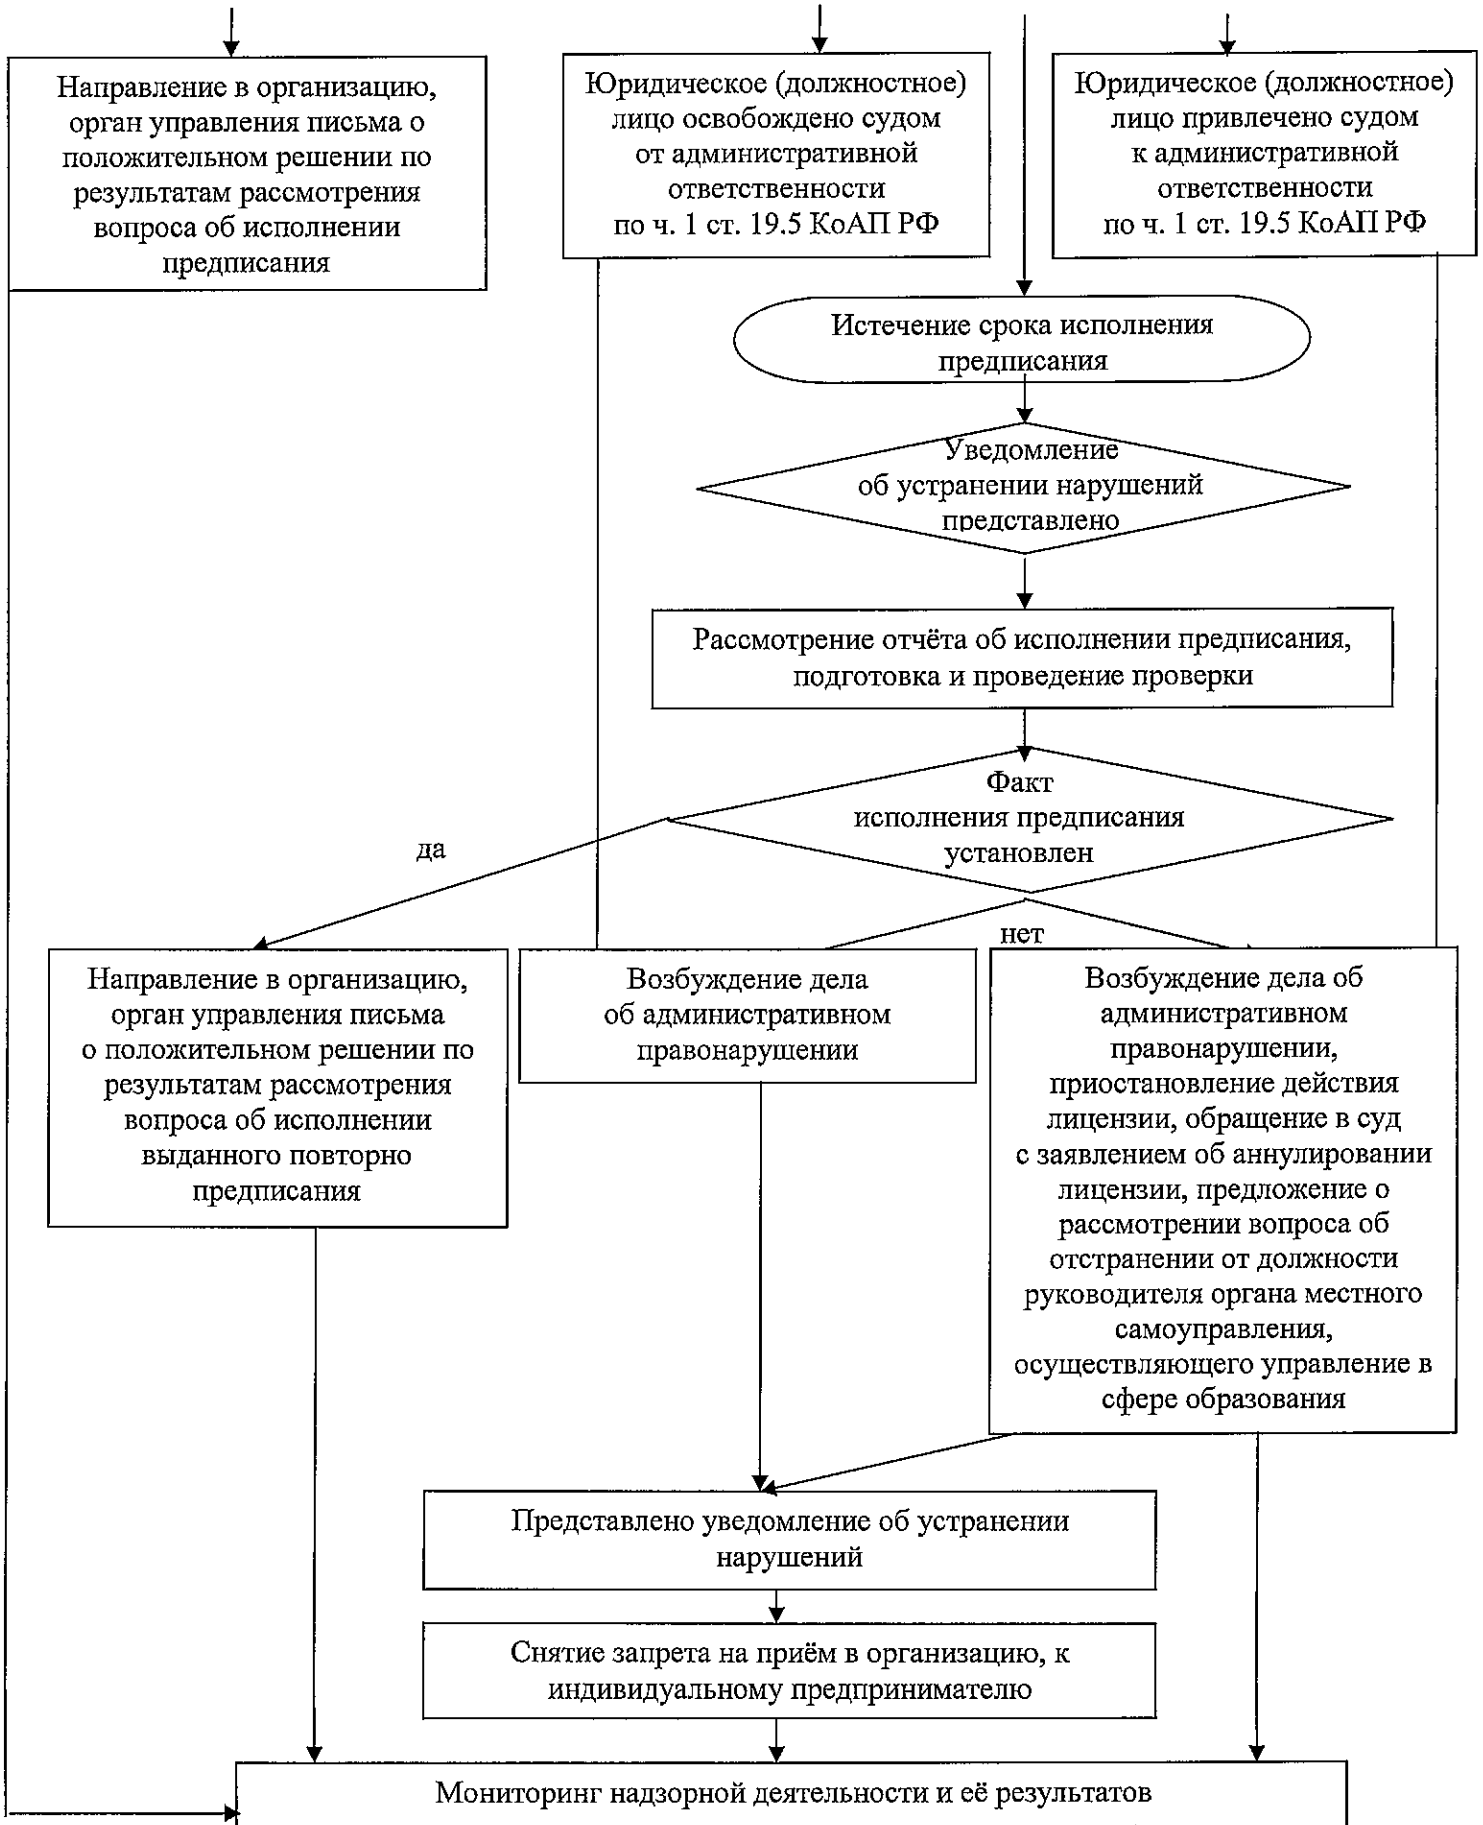 Направление в организацию,
орган управления письма о
положительном решении по
результатам рассмотрения
вопроса об исполнении
предписания
Юридическое (должностное)
лицо освобождено судом
от административной
ответственности
по ч. 1 ст. 19.5 КоАП РФ
Юридическое (должностное)
лицо привлечено судом
к административной
ответственности
по ч. 1 ст. 19.5 КоАП РФ
Истечение срока исполнения
предписания
Уведомление
об устранении нарушений
представлено
Рассмотрение отчёта об исполнении предписания,
подготовка и проведение проверки
Факт
исполнения предписания
установлен
да
нет
Направление в организацию,
орган управления письма
о положительном решении по
результатам рассмотрения
вопроса об исполнении
выданного повторно
предписания
Возбуждение дела
об административном
правонарушении
Возбуждение дела об
административном
правонарушении,
приостановление действия
лицензии, обращение в суд
с заявлением об аннулировании
лицензии, предложение о
рассмотрении вопроса об
отстранении от должности
руководителя органа местного
самоуправления,
осуществляющего управление в
сфере образования
Представлено уведомление об устранении
нарушений
Снятие запрета на приём в организацию, к
индивидуальному предпринимателю
Мониторинг надзорной деятельности и её результатов